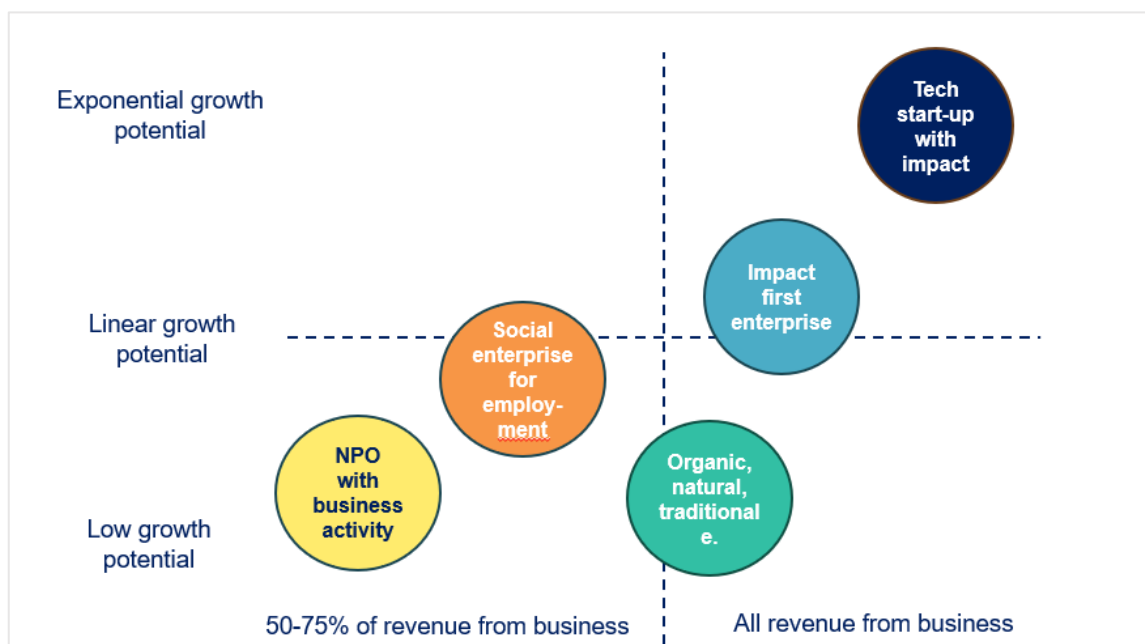 Exponential growth
potential
Tech
start-up
with
impact
Impact
first
enterprise
Linear growth
potential
Social
enterprise
for
employ-
ment
NPO
with
business
activity
Organic,
natural,
traditional
e.
Low growth
potential
50-75% of revenue from business
All revenue from business